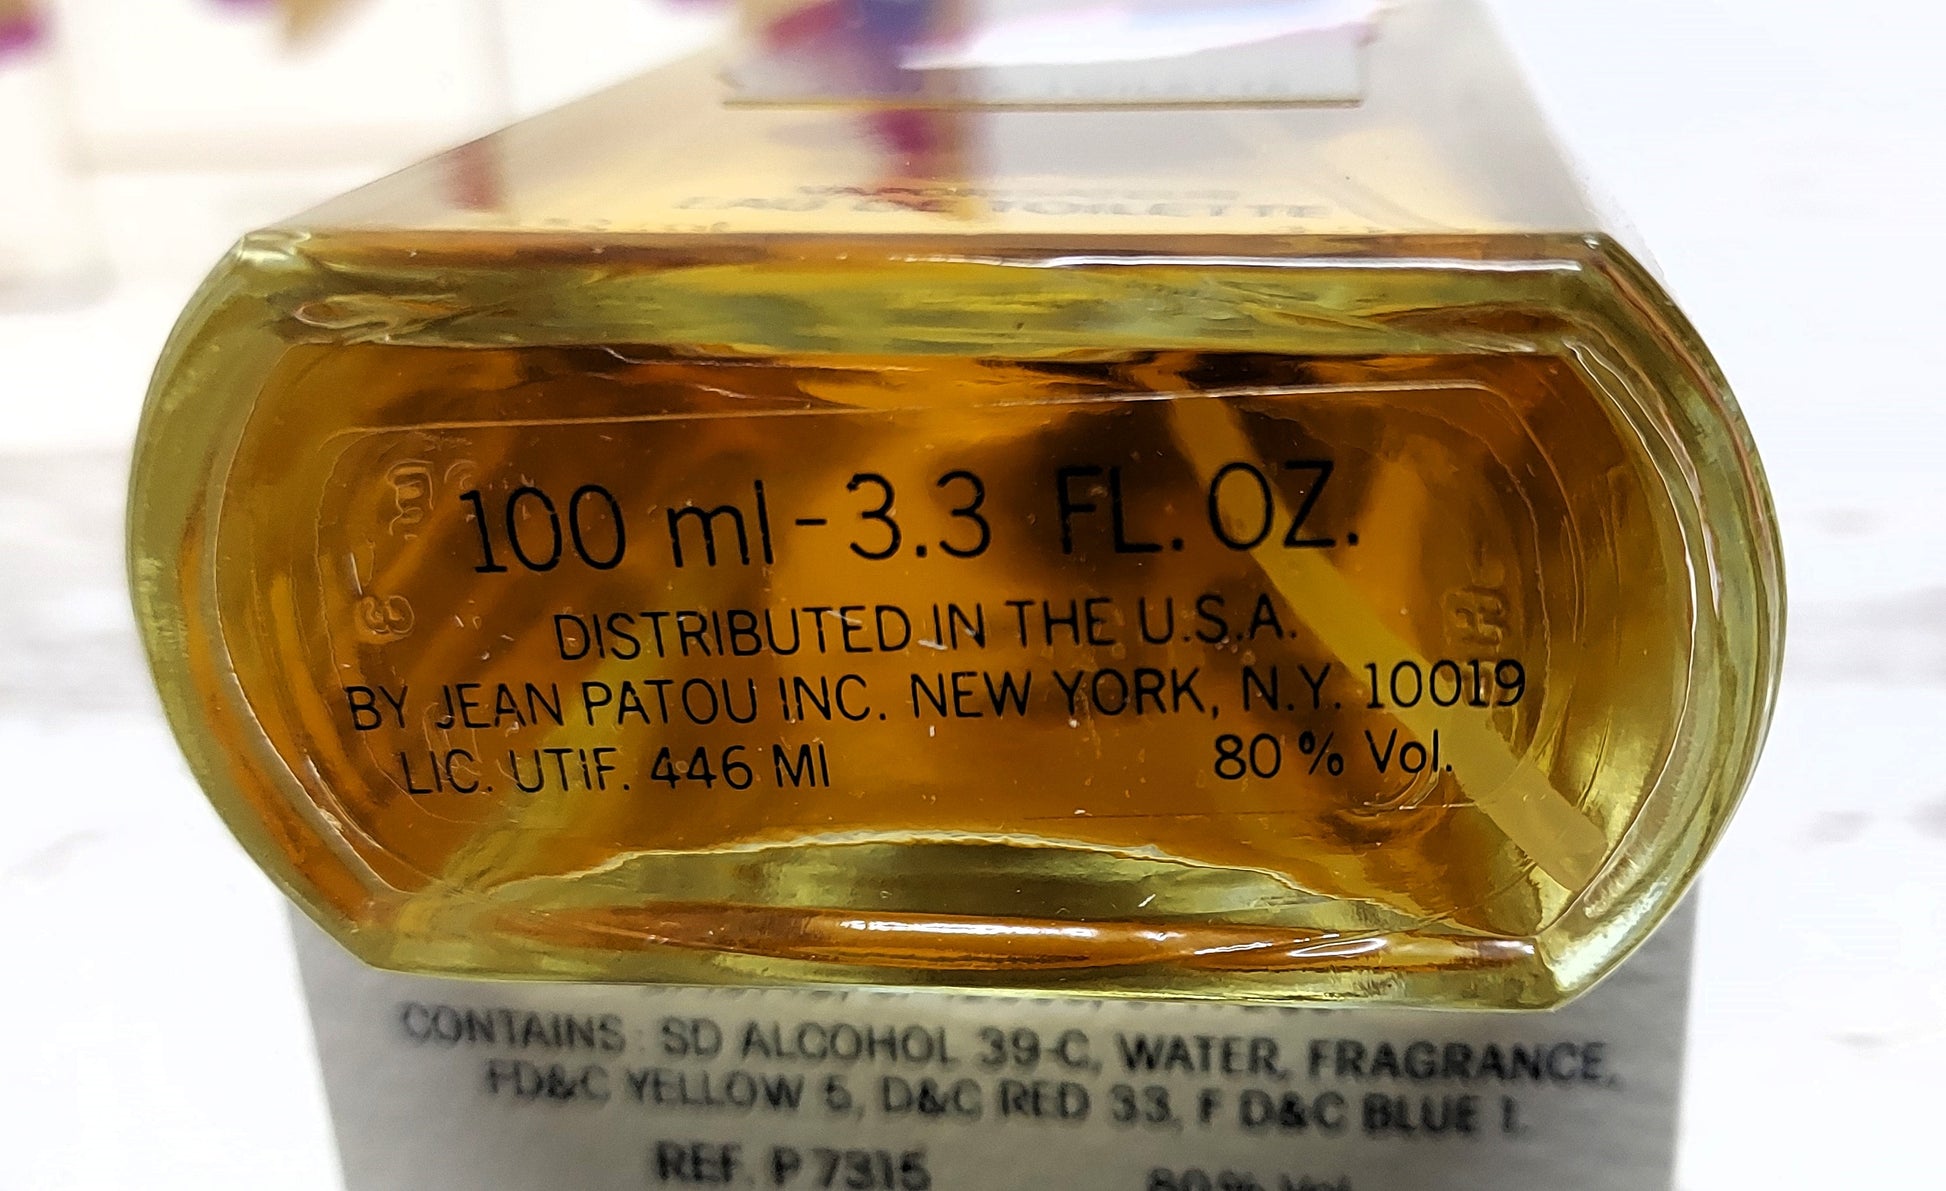 EAU DE TOILETTE
100 ml - 3.3 FL. OZ.
DISTRIBUTED IN THE U.S.A.
BY JEAN PATOU INC. NEW YORK, N.Y. 10019
LIC. UTIF. 446 MI 80 % Vol.
CONTAINS : SD ALCOHOL 39-C, WATER, FRAGRANCE,
FD&C YELLOW 5, D&C RED 33, F D&C BLUE 1.
REF. P 7315 80 % Vol.